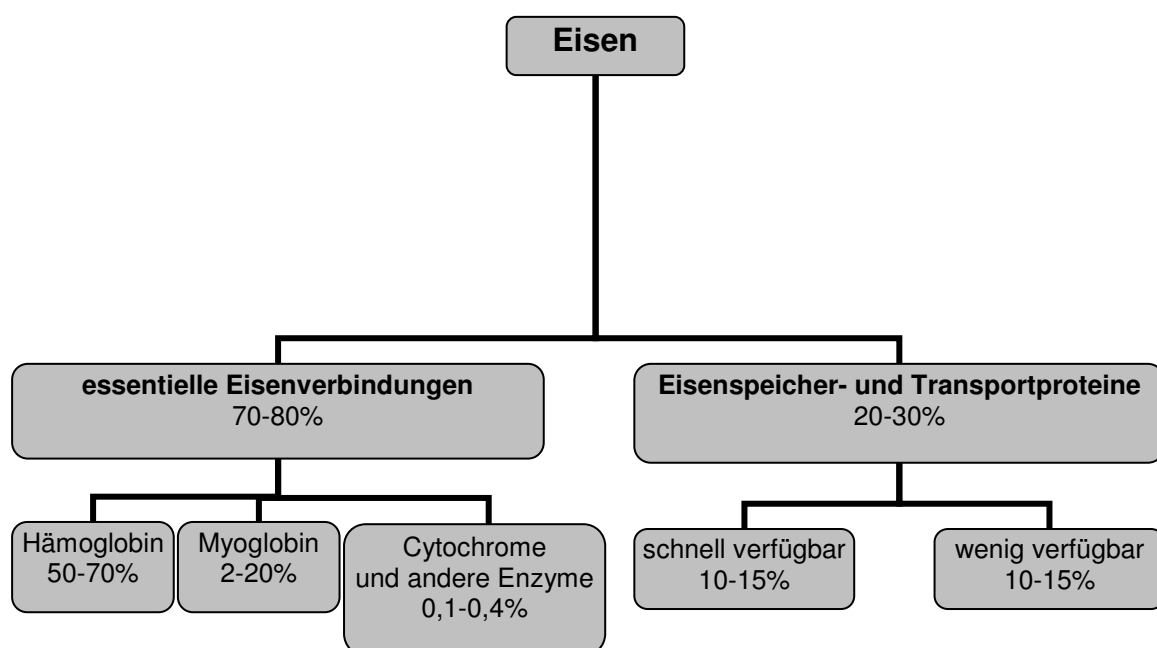 Eisen
essentielle Eisenverbindungen
70-80%
Eisenspeicher- und Transportproteine
20-30%
Hämoglobin
50-70%
Myoglobin
2-20%
Cytochrome
und andere Enzyme
0,1-0,4%
schnell verfügbar
10-15%
wenig verfügbar
10-15%